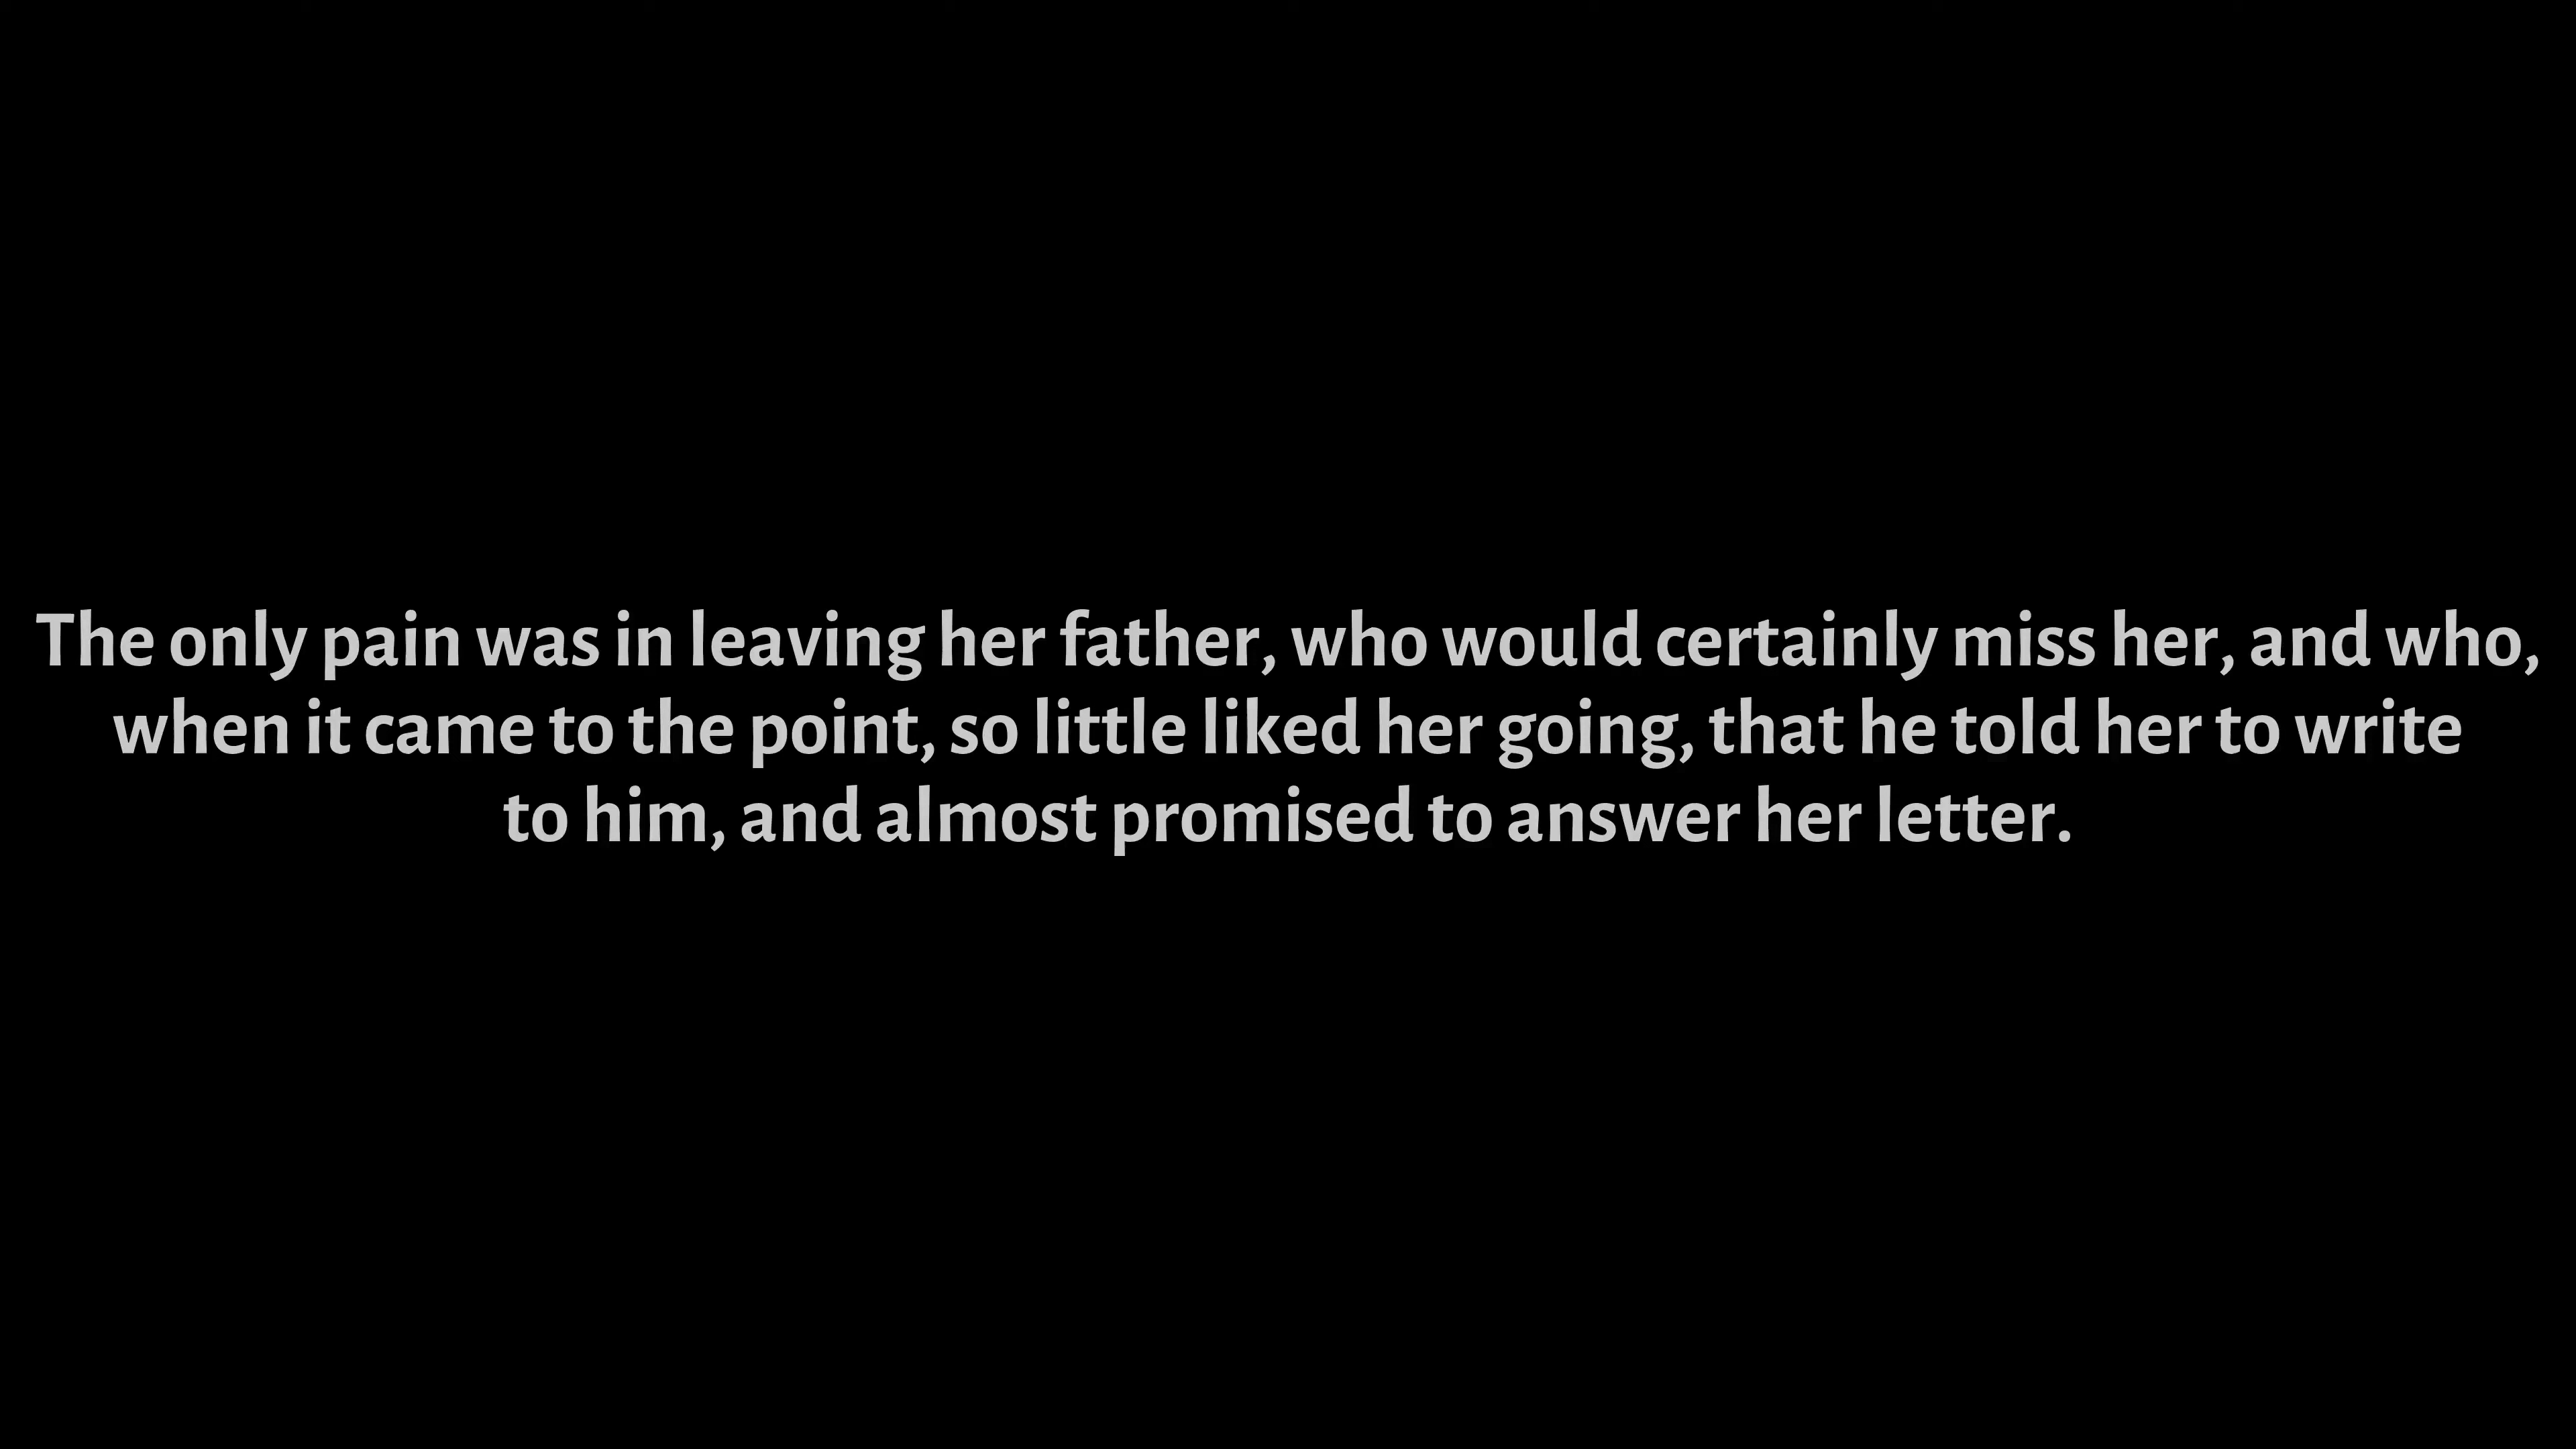 The only pain was in leaving her father, who would certainly miss her, and who,
when it came to the point, so little liked her going, that he told her to write
to him, and almost promised to answer her letter.